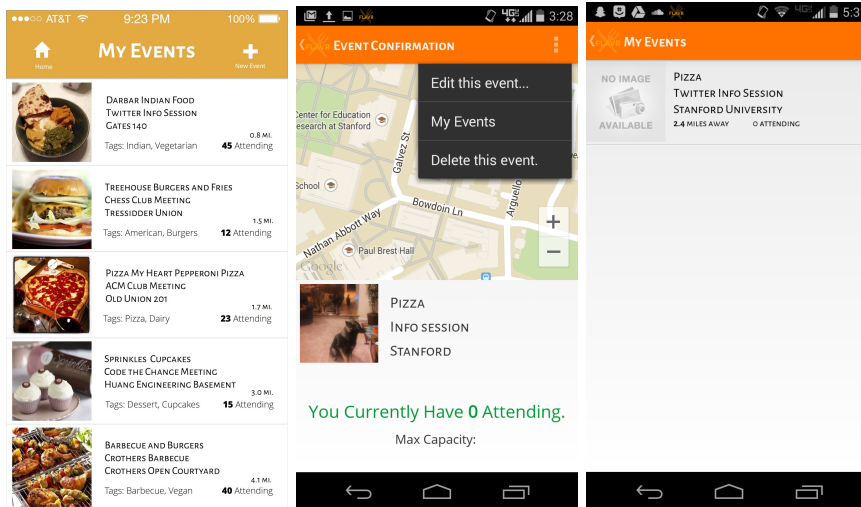 AT&T 9:23 PM 100%
My Events
Home
New Event
Darbar Indian Food
Twitter Info Session
Gates 140
0.8 mi.
Tags: Indian, Vegetarian 45 Attending
Treehouse Burgers and Fries
Chess Club Meeting
Tressidder Union
1.5 mi.
Tags: American, Burgers 12 Attending
Pizza My Heart Pepperoni Pizza
ACM Club Meeting
Old Union 201
1.7 mi.
Tags: Pizza, Dairy 23 Attending
Sprinkles Cupcakes
Code the Change Meeting
Huang Engineering Basement
3.0 mi.
Tags: Dessert, Cupcakes 15 Attending
Barbecue and Burgers
Crothers Barbecue
Crothers Open Courtyard
4.1 mi.
Tags: Barbecue, Vegan 40 Attending
4G 3:28
Event Confirmation
Edit this event...
My Events
Delete this event.
Center for Education
Research at Stanford
School
Galvez St
Bowdoin Ln
Arguello
Nathan Abbott Way
Paul Brest Hall
Google
+
−
Pizza
Info session
Stanford
You Currently Have 0 Attending.
Max Capacity:
4G 5:3
My Events
NO IMAGE
AVAILABLE
Pizza
Twitter Info Session
Stanford University
2.4 miles away 0 attending